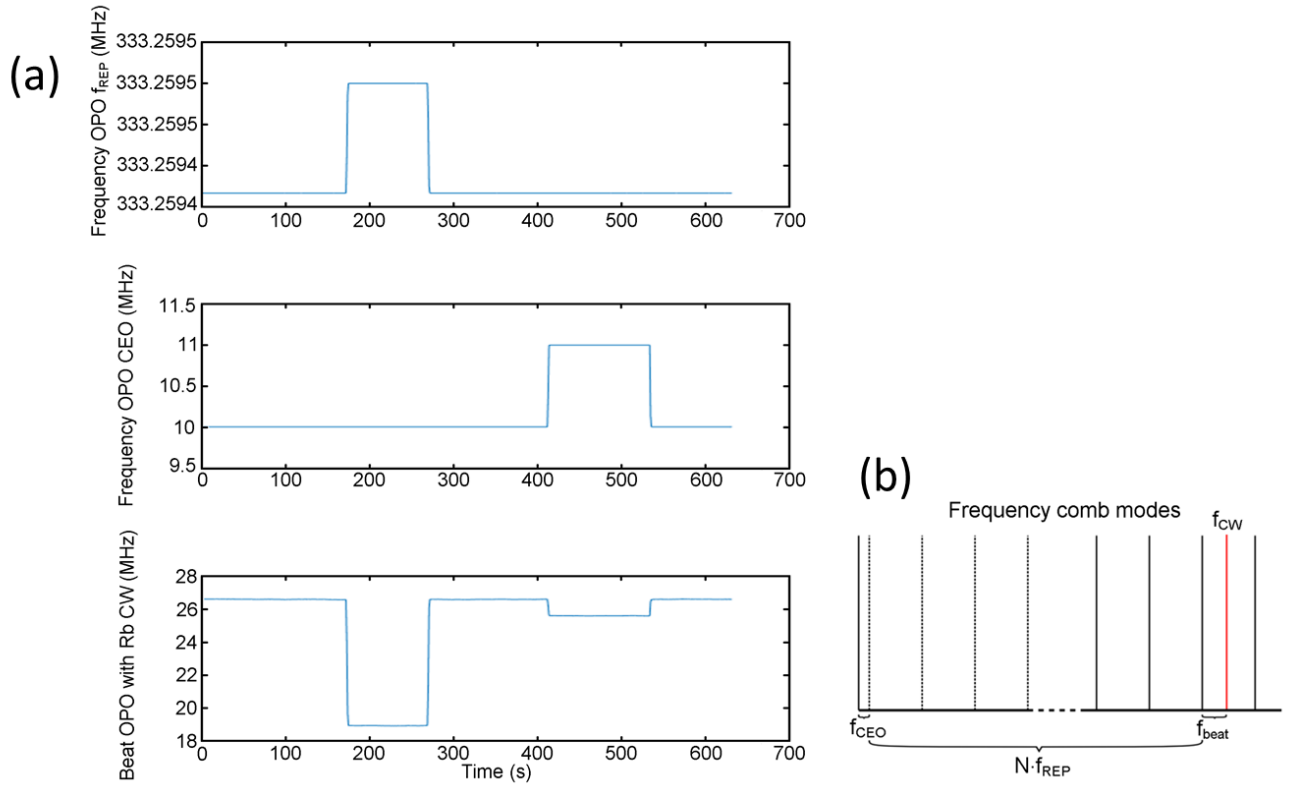 (a)
Frequency OPO fREP (MHz)
333.2595
333.2595
333.2595
333.2594
333.2594
0 100 200 300 400 500 600 700
Frequency OPO CEO (MHz)
11.5
11
10.5
10
9.5
0 100 200 300 400 500 600 700
Beat OPO with Rb CW (MHz)
28
26
24
22
20
18
0 100 200 300 400 500 600 700
Time (s)
(b)
Frequency comb modes
fCW
fCEO
fbeat
N·fREP